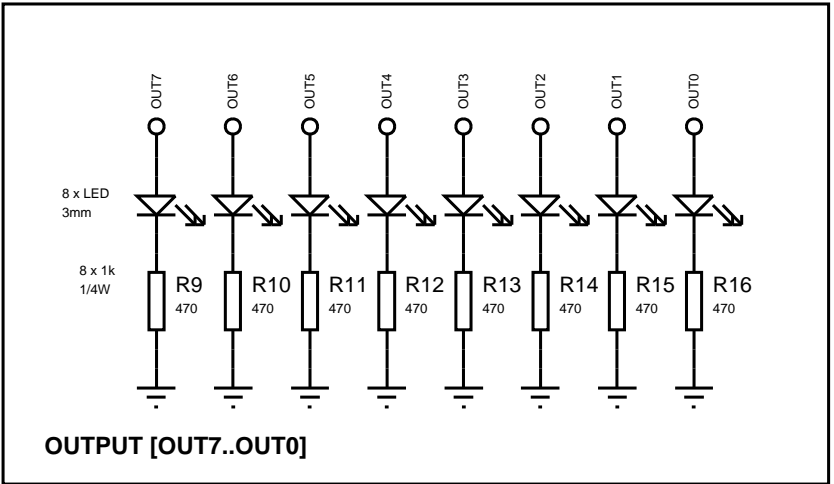 OUT7 OUT6 OUT5 OUT4 OUT3 OUT2 OUT1 OUT0
8 x LED
3mm
8 x 1k
1/4W
R9 R10 R11 R12 R13 R14 R15 R16
470 470 470 470 470 470 470 470
OUTPUT [OUT7..OUT0]